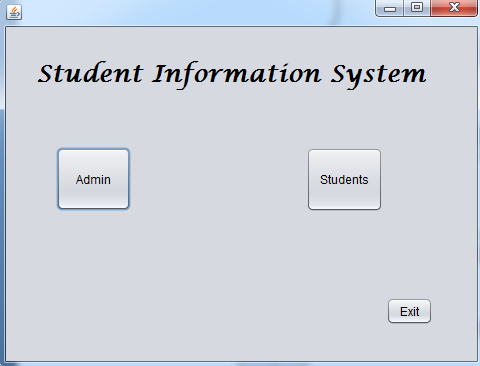 Student Information System
Admin
Students
Exit